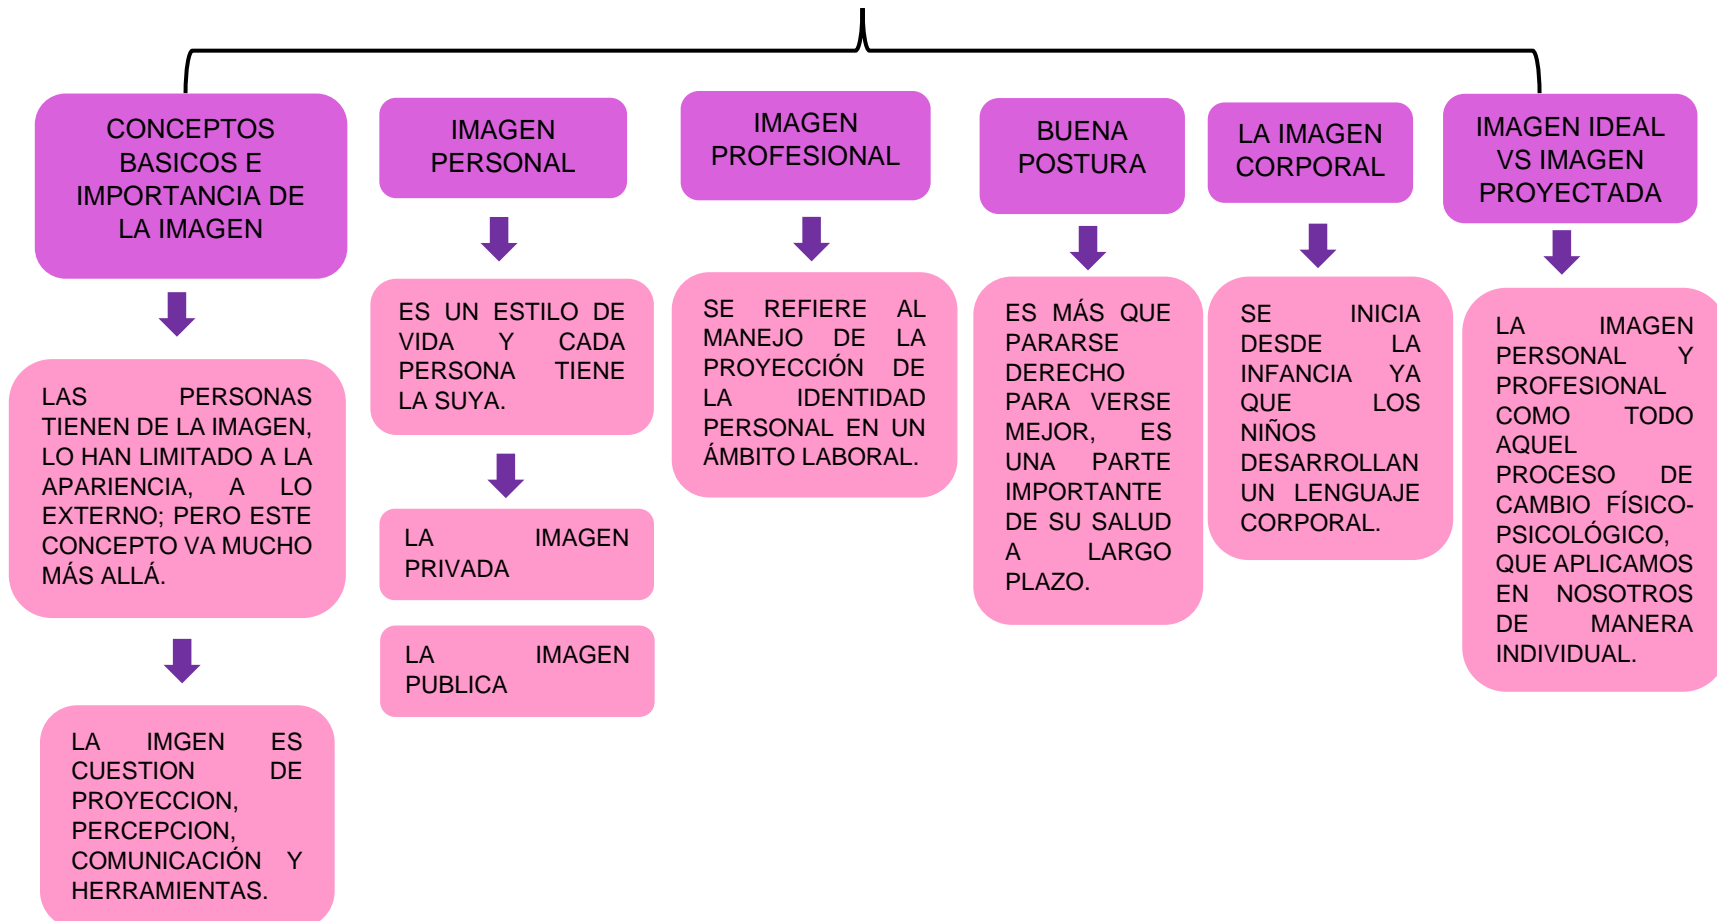 CONCEPTOS
BASICOS E
IMPORTANCIA DE
LA IMAGEN
LAS PERSONAS
TIENEN DE LA IMAGEN,
LO HAN LIMITADO A LA
APARIENCIA, A LO
EXTERNO; PERO ESTE
CONCEPTO VA MUCHO
MÁS ALLÁ.
LA IMGEN ES
CUESTION DE
PROYECCION,
PERCEPCION,
COMUNICACIÓN Y
HERRAMIENTAS.
IMAGEN
PERSONAL
ES UN ESTILO DE
VIDA Y CADA
PERSONA TIENE
LA SUYA.
LA IMAGEN
PRIVADA
LA IMAGEN
PUBLICA
IMAGEN
PROFESIONAL
SE REFIERE AL
MANEJO DE LA
PROYECCIÓN DE
LA IDENTIDAD
PERSONAL EN UN
ÁMBITO LABORAL.
BUENA
POSTURA
ES MÁS QUE
PARARSE
DERECHO
PARA VERSE
MEJOR, ES
UNA PARTE
IMPORTANTE
DE SU SALUD
A LARGO
PLAZO.
LA IMAGEN
CORPORAL
SE INICIA
DESDE LA
INFANCIA YA
QUE LOS
NIÑOS
DESARROLLAN
UN LENGUAJE
CORPORAL.
IMAGEN IDEAL
VS IMAGEN
PROYECTADA
LA IMAGEN
PERSONAL Y
PROFESIONAL
COMO TODO
AQUEL
PROCESO DE
CAMBIO FÍSICO-
PSICOLÓGICO,
QUE APLICAMOS
EN NOSOTROS
DE MANERA
INDIVIDUAL.